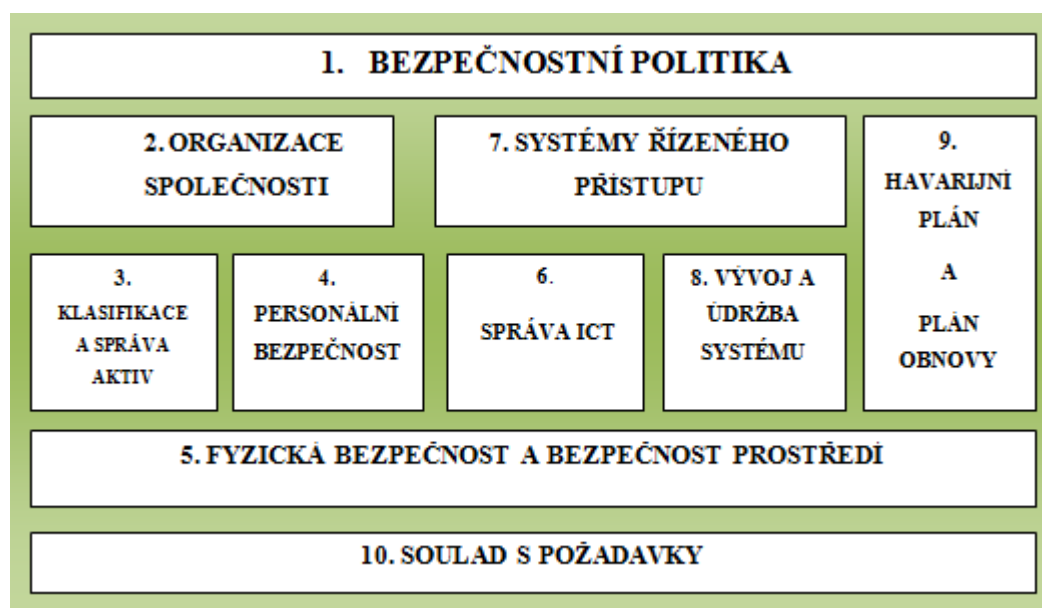 1. BEZPEČNOSTNÍ POLITIKA
2. ORGANIZACE
SPOLEČNOSTI
7. SYSTÉMY ŘÍZENÉHO
PŘÍSTUPU
9.
HAVARIJNÍ
PLÁN
A
PLÁN
OBNOVY
3.
KLASIFIKACE
A SPRÁVA
AKTIV
4.
PERSONÁLNÍ
BEZPEČNOST
6.
SPRÁVA ICT
8. VÝVOJ A
ÚDRŽBA
SYSTÉMU
5. FYZICKÁ BEZPEČNOST A BEZPEČNOST PROSTŘEDÍ
10. SOULAD S POŽADAVKY